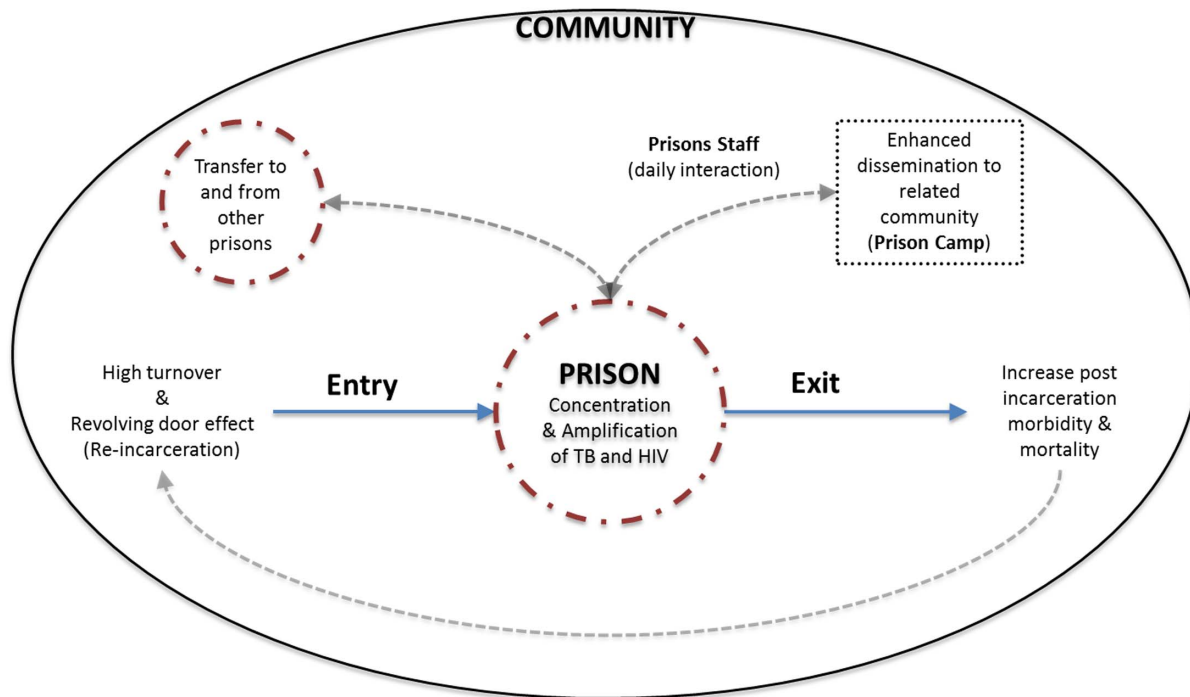 COMMUNITY
Transfer to
and from
other
prisons
Prisons Staff
(daily interaction)
Enhanced
dissemination to
related
community
(Prison Camp)
High turnover
&
Revolving door effect
(Re-incarceration)
Entry
PRISON
Concentration
& Amplification
of TB and HIV
Exit
Increase post
incarceration
morbidity &
mortality